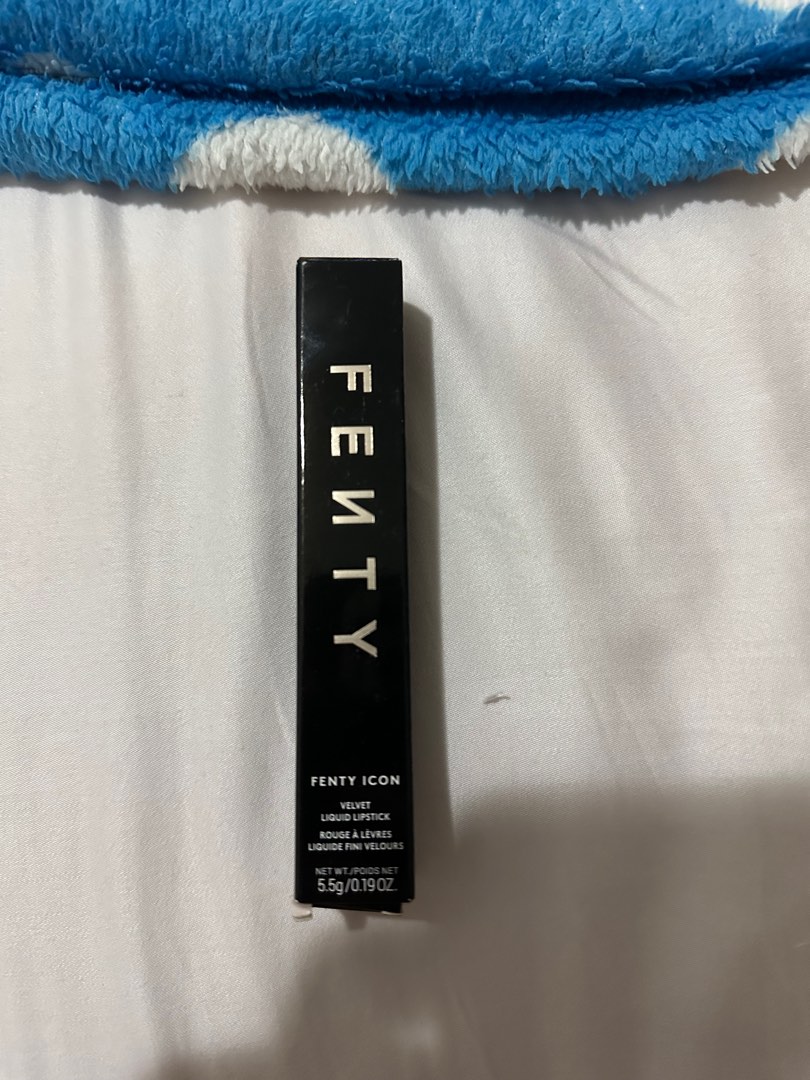 FENTY
FENTY ICON
VELVET
LIQUID LIPSTICK
ROUGE À LÈVRES
LIQUIDE FINI VELOURS
NET WT./POIDS NET
5.5g/0.19 OZ.